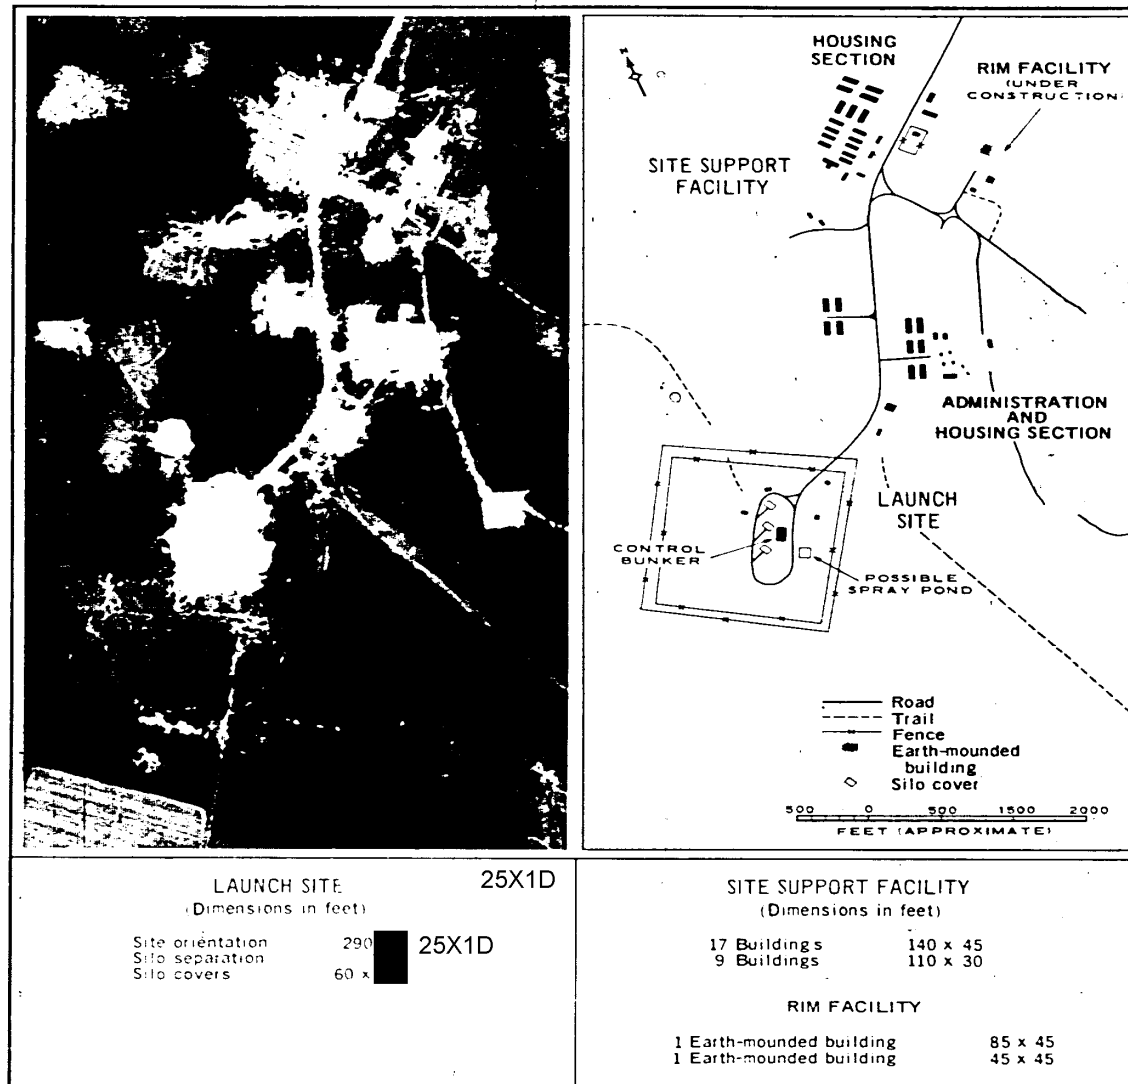 HOUSING
SECTION
RIM FACILITY
(UNDER
CONSTRUCTION)
SITE SUPPORT
FACILITY
ADMINISTRATION
AND
HOUSING SECTION
LAUNCH
SITE
CONTROL
BUNKER
POSSIBLE
SPRAY POND
Road
Trail
Fence
Earth-mounded
building
Silo cover
500 0 500 1500 2000
FEET (APPROXIMATE)
LAUNCH SITE
25X1D
(Dimensions in feet)
Site orientation 290
25X1D
Silo separation
Silo covers 60 x
SITE SUPPORT FACILITY
(Dimensions in feet)
17 Buildings 140 x 45
9 Buildings 110 x 30
RIM FACILITY
1 Earth-mounded building 85 x 45
1 Earth-mounded building 45 x 45